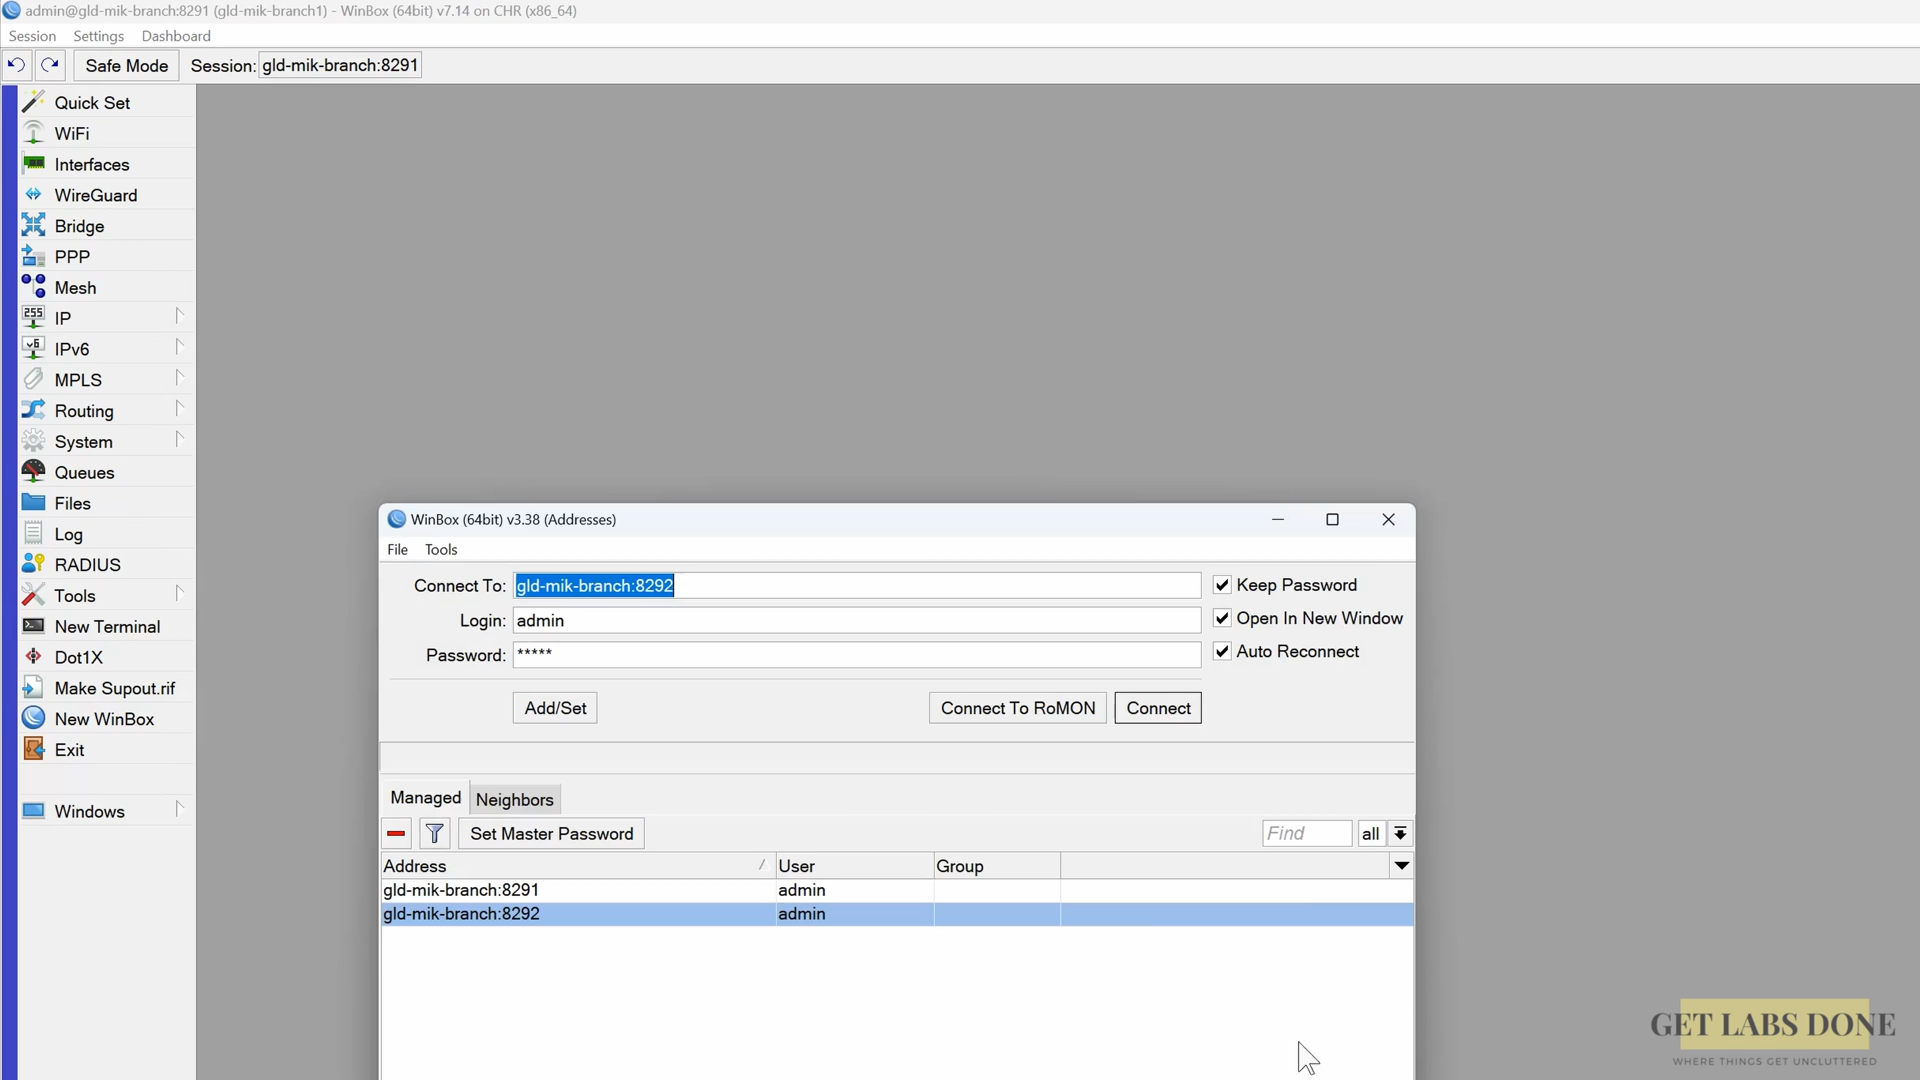 admin@gld-mik-branch:8291 (gld-mik-branch1) - WinBox (64bit) v7.14 on CHR (x86_64)
Session Settings Dashboard
Safe Mode Session: gld-mik-branch:8291
Quick Set
WiFi
Interfaces
WireGuard
Bridge
PPP
Mesh
255 IP
v6 IPv6
MPLS
Routing
System
Queues
Files
Log
RADIUS
Tools
New Terminal
Dot1X
Make Supout.rif
New WinBox
Exit
Windows
WinBox (64bit) v3.38 (Addresses)
File Tools
Connect To: gld-mik-branch:8292 Keep Password
Login: admin Open In New Window
Password: ***** Auto Reconnect
Add/Set Connect To RoMON Connect
Managed Neighbors
Set Master Password Find all
Address User Group
gld-mik-branch:8291 admin
gld-mik-branch:8292 admin
GET LABS DONE
WHERE THINGS GET UNCLUTTERED